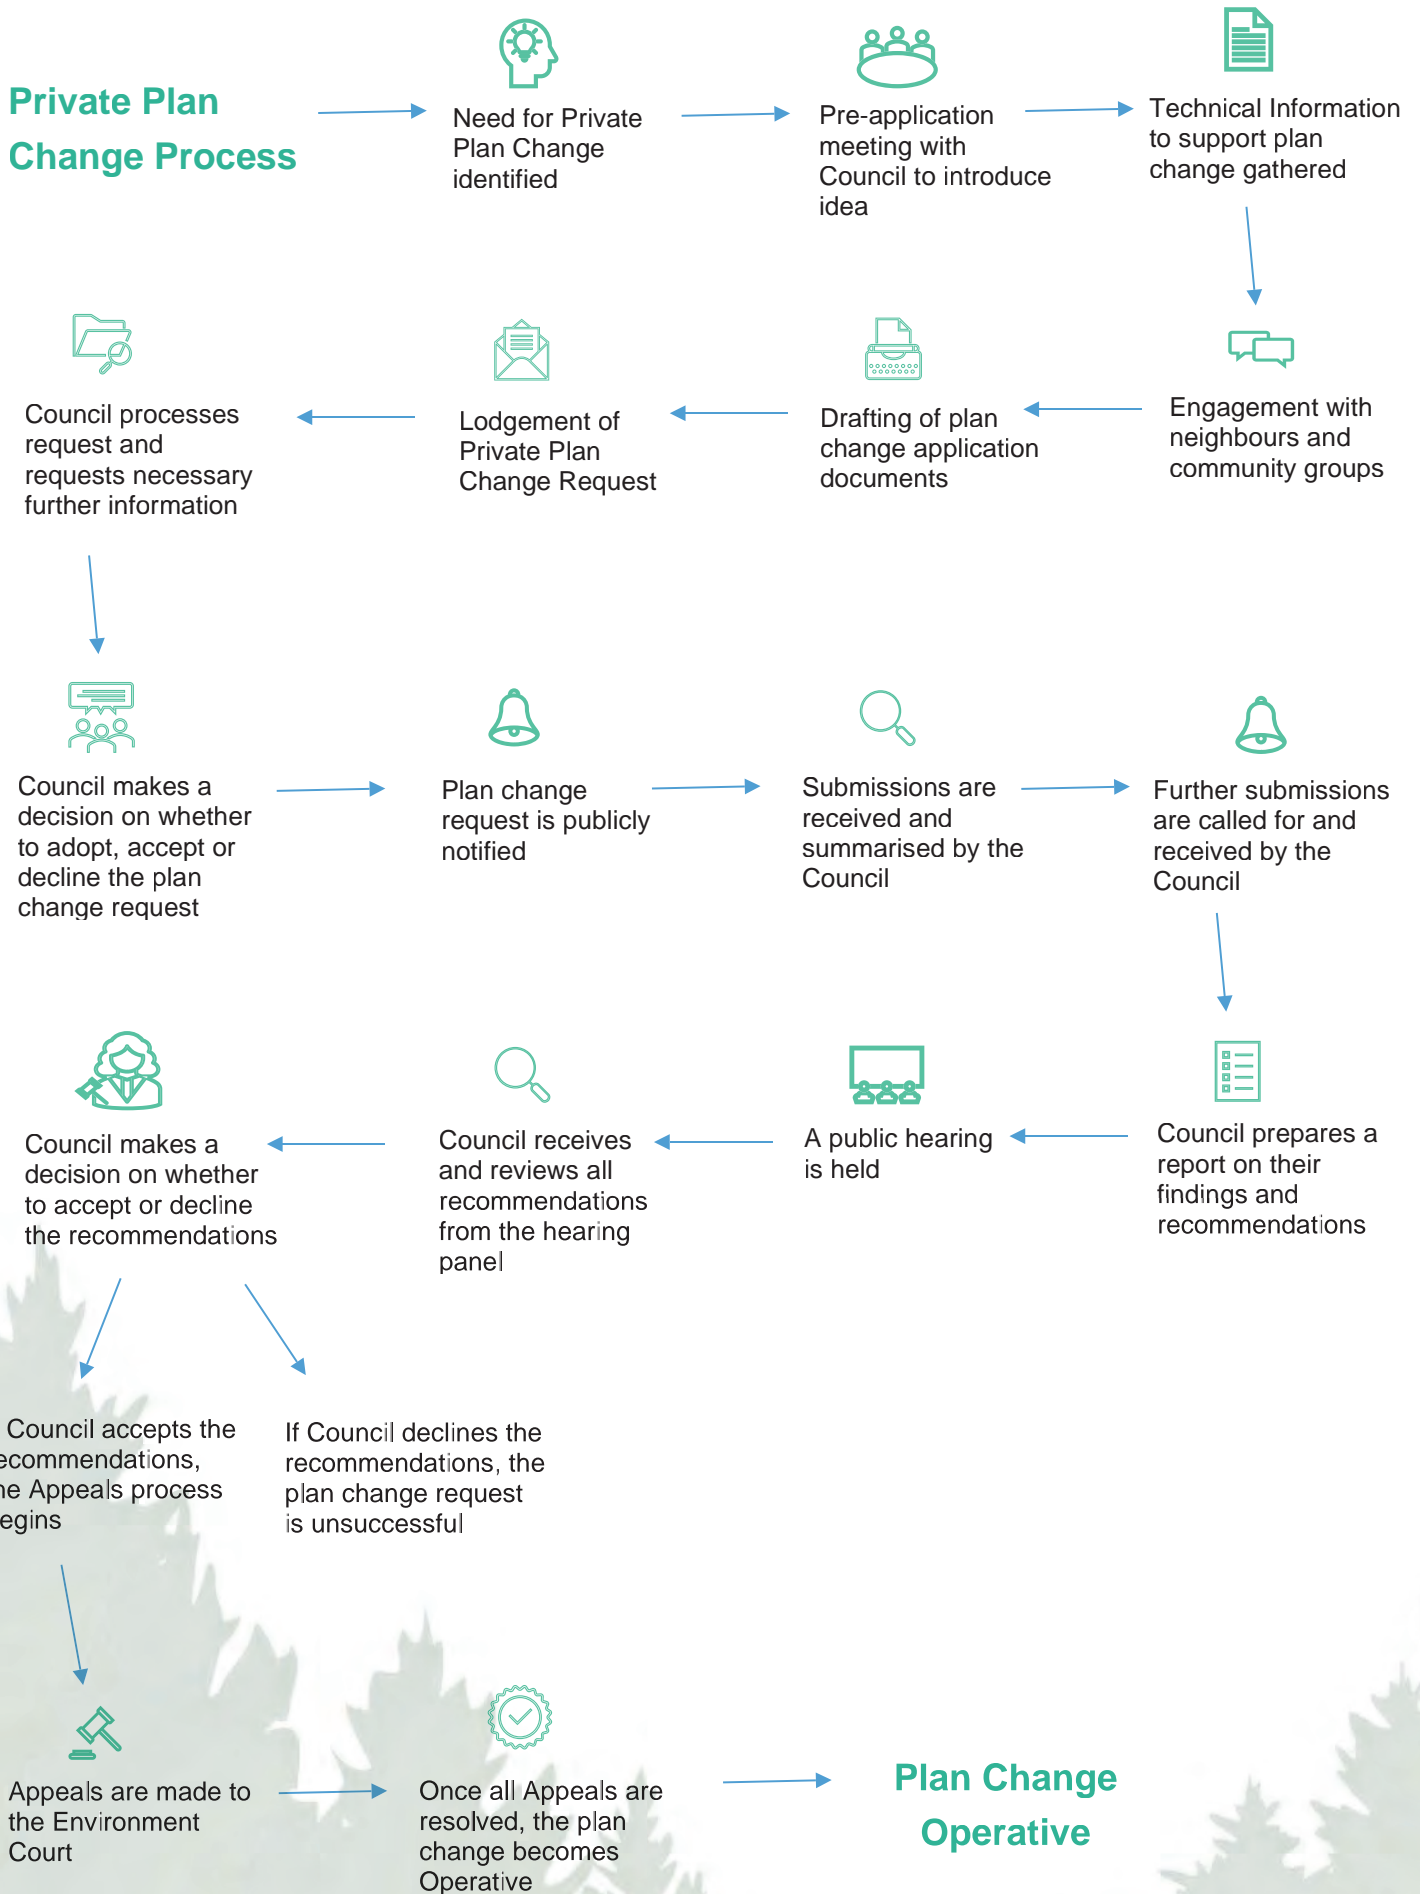 Private Plan
Change Process
Need for Private
Plan Change
identified
Pre-application
meeting with
Council to introduce
idea
Technical Information
to support plan
change gathered
Engagement with
neighbours and
community groups
Drafting of plan
change application
documents
Lodgement of
Private Plan
Change Request
Council processes
request and
requests necessary
further information
Council makes a
decision on whether
to adopt, accept or
decline the plan
change request
Plan change
request is publicly
notified
Submissions are
received and
summarised by the
Council
Further submissions
are called for and
received by the
Council
Council prepares a
report on their
findings and
recommendations
A public hearing
is held
Council receives
and reviews all
recommendations
from the hearing
panel
Council makes a
decision on whether
to accept or decline
the recommendations
Council accepts the
ecommendations,
he Appeals process
egins
If Council declines the
recommendations, the
plan change request
is unsuccessful
Appeals are made to
the Environment
Court
Once all Appeals are
resolved, the plan
change becomes
Operative
Plan Change
Operative